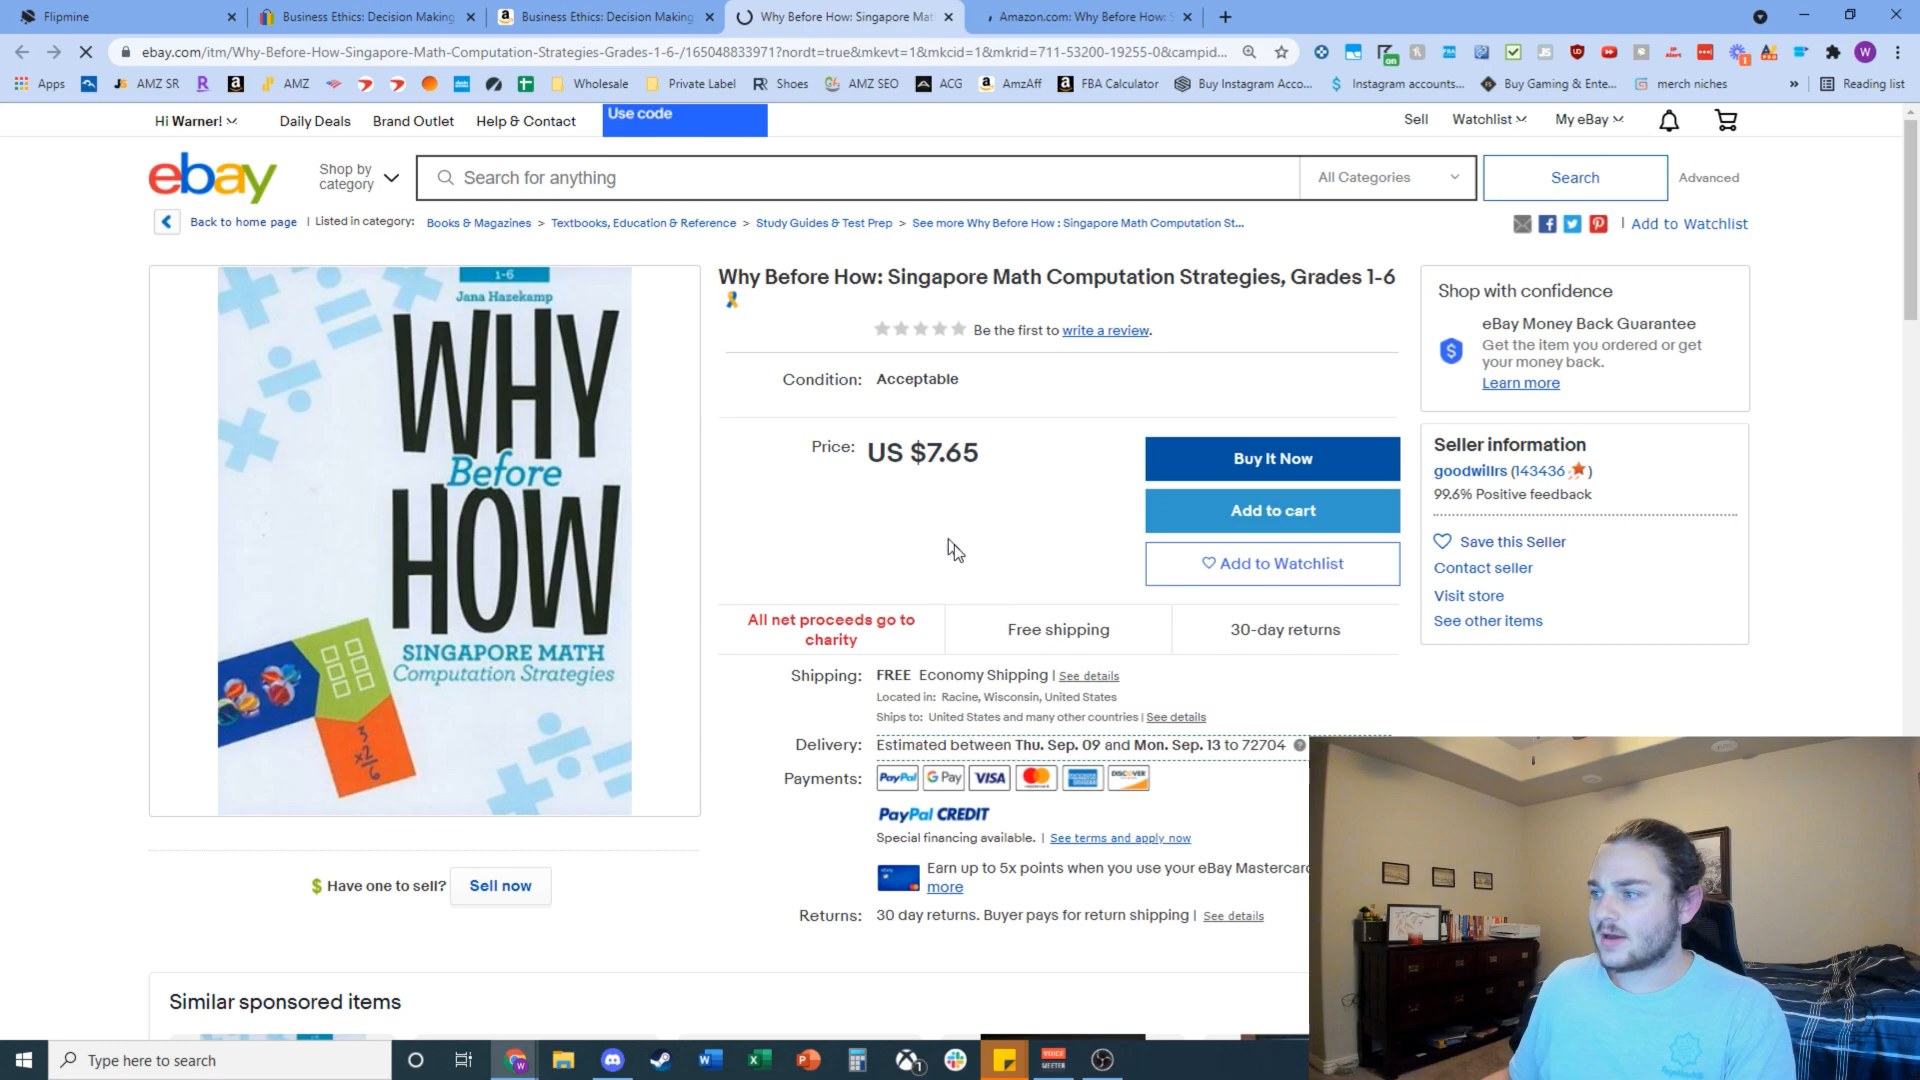 Flipmine
Business Ethics: Decision Making
Business Ethics: Decision Making
Why Before How: Singapore Mat
Amazon.com: Why Before How: S
ebay.com/itm/Why-Before-How-Singapore-Math-Computation-Strategies-Grades-1-6-/165048833971?nordt=true&mkevt=1&mkcid=1&mkrid=711-53200-19255-0&campid...
Apps
AMZ SR
AMZ
Wholesale
Private Label
Shoes
AMZ SEO
ACG
AmzAff
FBA Calculator
Buy Instagram Acco...
Instagram accounts...
Buy Gaming & Ente...
merch niches
Reading list
Hi Warner!
Daily Deals
Brand Outlet
Help & Contact
Use code
Sell
Watchlist
My eBay
ebay
Shop by category
Search for anything
All Categories
Search
Advanced
Back to home page | Listed in category: Books & Magazines > Textbooks, Education & Reference > Study Guides & Test Prep > See more Why Before How : Singapore Math Computation St...
| Add to Watchlist
1-6
Jana Hazekamp
WHY
Before
HOW
SINGAPORE MATH
Computation Strategies
3
x2
6
Why Before How: Singapore Math Computation Strategies, Grades 1-6
Be the first to write a review.
Condition: Acceptable
Price: US $7.65
Buy It Now
Add to cart
Add to Watchlist
All net proceeds go to charity
Free shipping
30-day returns
Shipping: FREE Economy Shipping | See details
Located in: Racine, Wisconsin, United States
Ships to: United States and many other countries | See details
Delivery: Estimated between Thu. Sep. 09 and Mon. Sep. 13 to 72704
Payments: PayPal G Pay VISA mastercard DISCOVER
PayPal CREDIT
Special financing available. | See terms and apply now
Earn up to 5x points when you use your eBay Mastercard
more
Returns: 30 day returns. Buyer pays for return shipping | See details
Shop with confidence
eBay Money Back Guarantee
Get the item you ordered or get
your money back.
Learn more
Seller information
goodwillrs (143436)
99.6% Positive feedback
Save this Seller
Contact seller
Visit store
See other items
$ Have one to sell? Sell now
Similar sponsored items
Type here to search